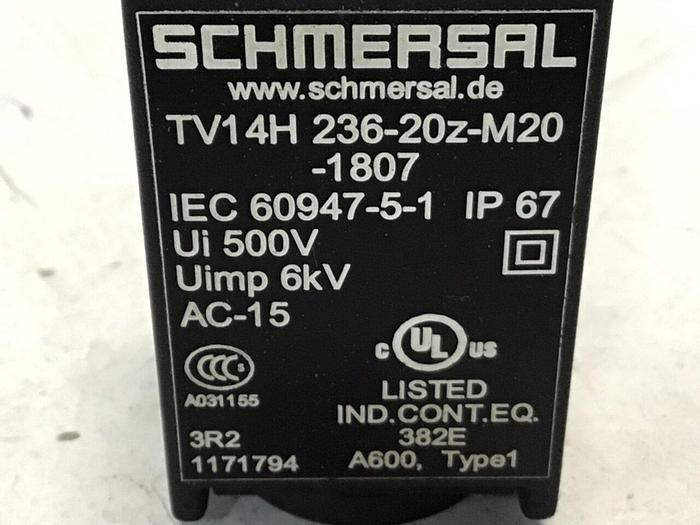 SCHMERSAL
www.schmersal.de
TV14H 236-20z-M20
-1807
IEC 60947-5-1 IP 67
Ui 500V
Uimp 6kV
AC-15
CCC S
A031155
C UL US
LISTED
IND.CONT.EQ.
382E
3R2
1171794 A600, Type1